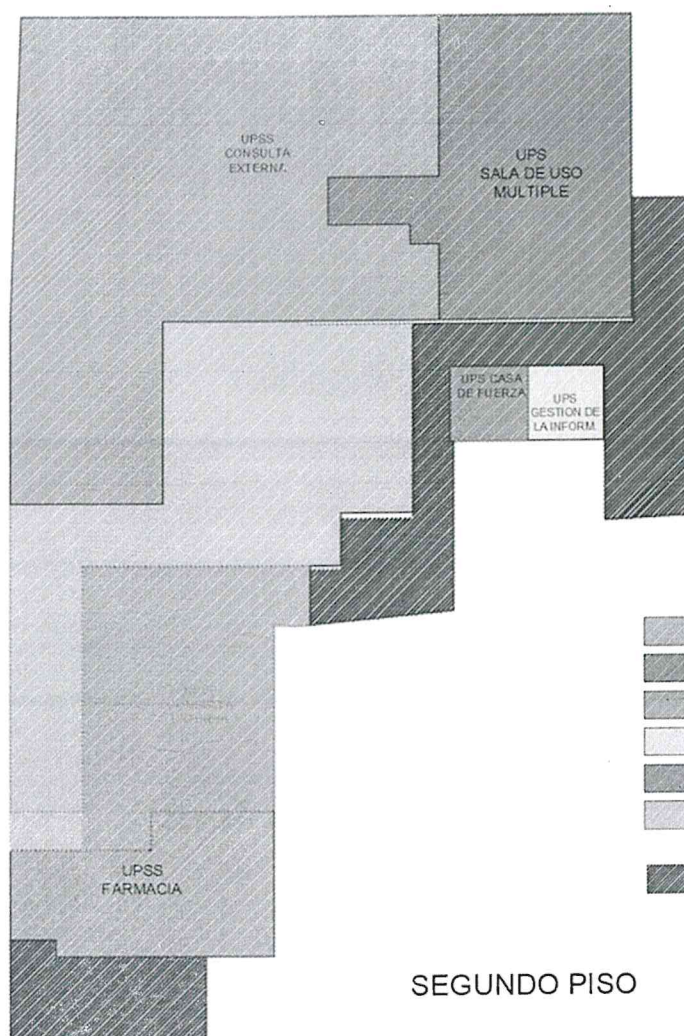 UPSS
CONSULTA
EXTERNA
UPS
SALA DE USO
MULTIPLE
UPS CASA
DE FUERZA
UPS
GESTION DE
LA INFORM.
UPSS
FARMACIA
SEGUNDO PISO